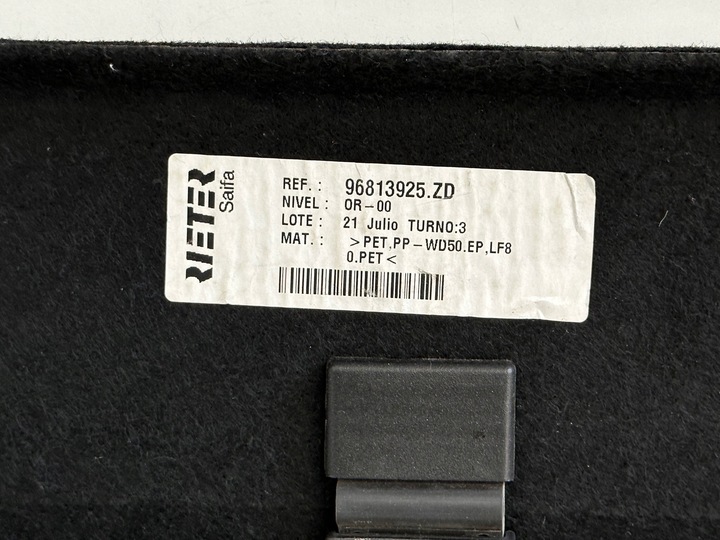 RIETER
Saifa
REF. : 96813925.ZD
NIVEL : OR-00
LOTE : 21 Julio TURNO:3
MAT. : >PET,PP-WD50.EP,LF8
0.PET<